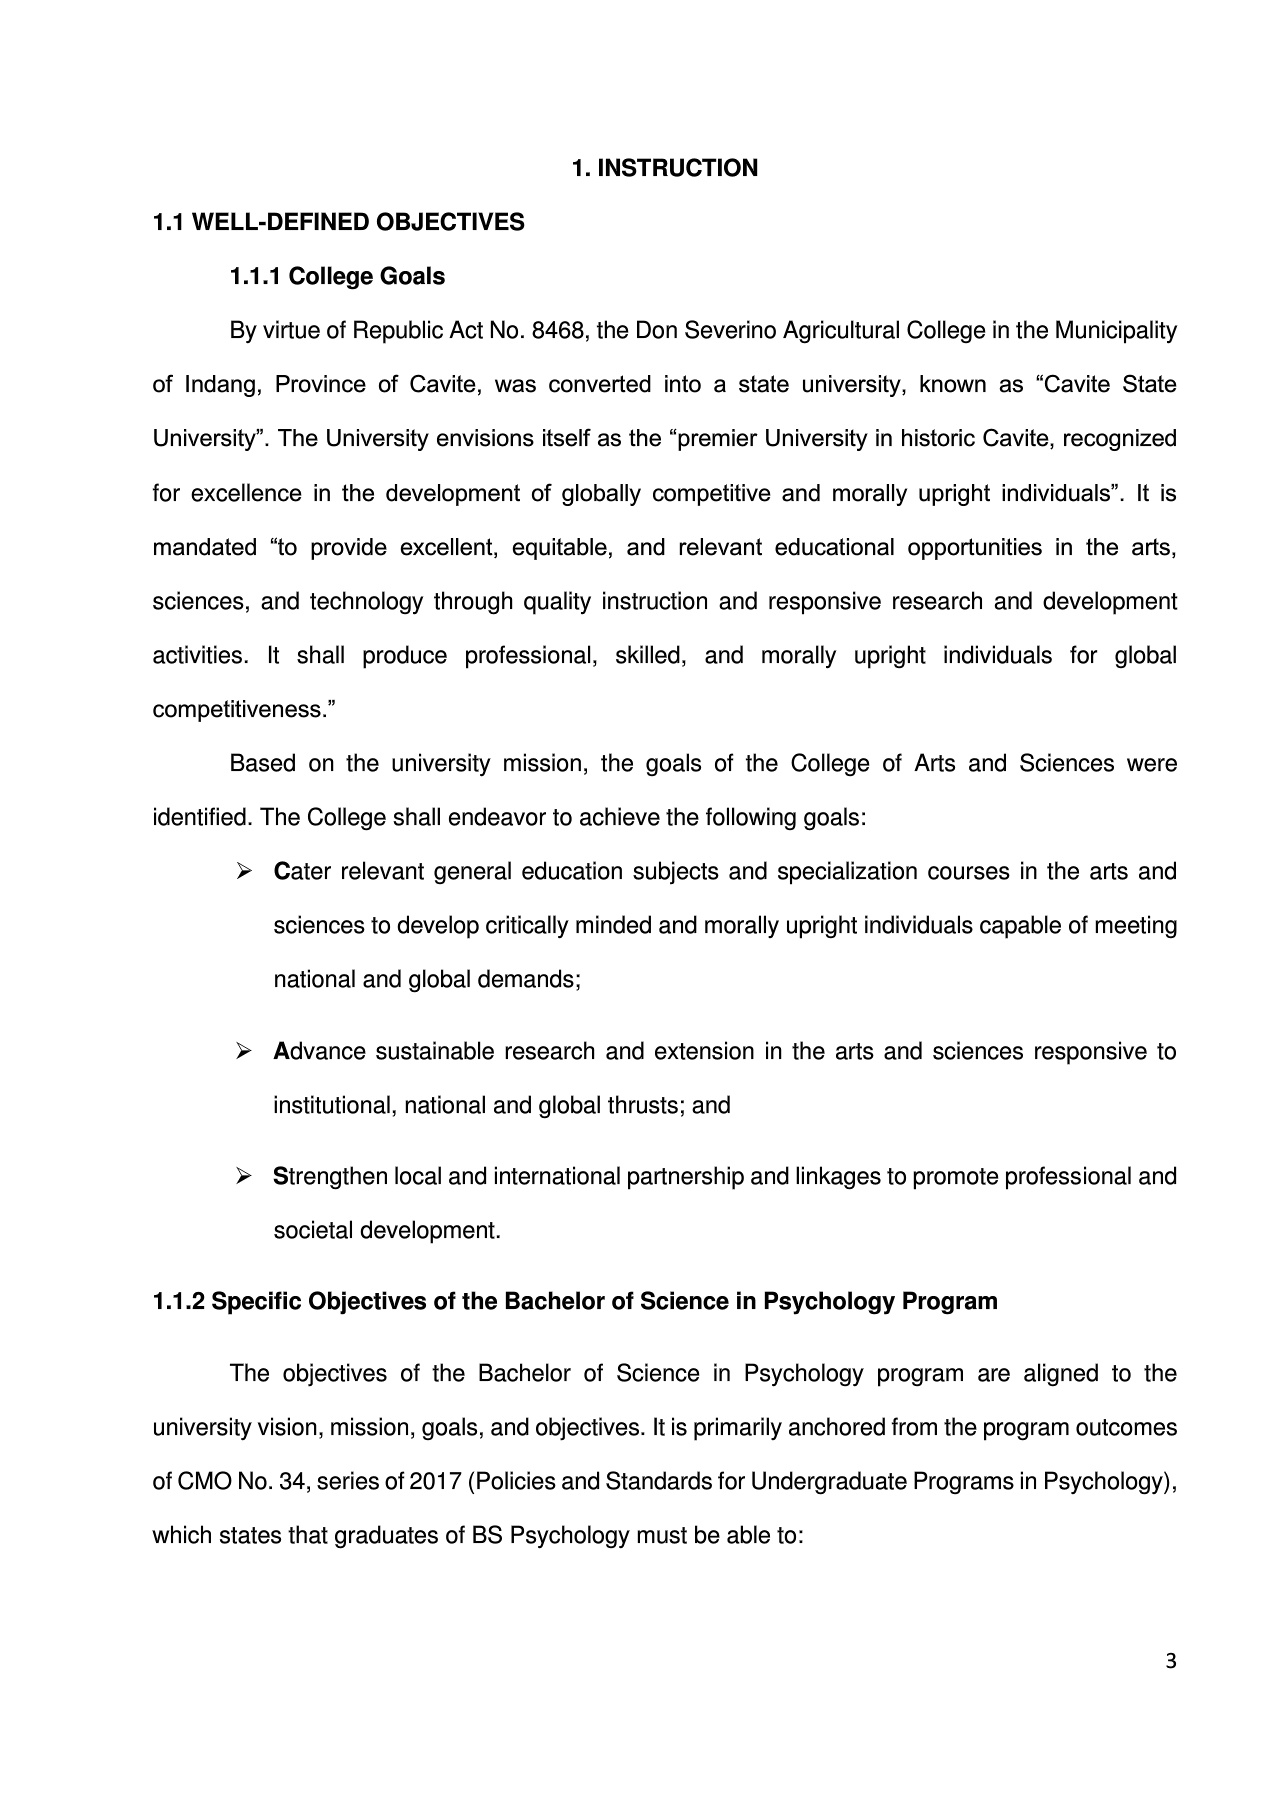 1. INSTRUCTION
1.1 WELL-DEFINED OBJECTIVES
1.1.1 College Goals
By virtue of Republic Act No. 8468, the Don Severino Agricultural College in the Municipality
of Indang, Province of Cavite, was converted into a state university, known as “Cavite State
University”. The University envisions itself as the “premier University in historic Cavite, recognized
for excellence in the development of globally competitive and morally upright individuals”. It is
mandated “to provide excellent, equitable, and relevant educational opportunities in the arts,
sciences, and technology through quality instruction and responsive research and development
activities. It shall produce professional, skilled, and morally upright individuals for global
competitiveness.”
Based on the university mission, the goals of the College of Arts and Sciences were
identified. The College shall endeavor to achieve the following goals:
➢ Cater relevant general education subjects and specialization courses in the arts and
sciences to develop critically minded and morally upright individuals capable of meeting
national and global demands;
➢ Advance sustainable research and extension in the arts and sciences responsive to
institutional, national and global thrusts; and
➢ Strengthen local and international partnership and linkages to promote professional and
societal development.
1.1.2 Specific Objectives of the Bachelor of Science in Psychology Program
The objectives of the Bachelor of Science in Psychology program are aligned to the
university vision, mission, goals, and objectives. It is primarily anchored from the program outcomes
of CMO No. 34, series of 2017 (Policies and Standards for Undergraduate Programs in Psychology),
which states that graduates of BS Psychology must be able to:
3